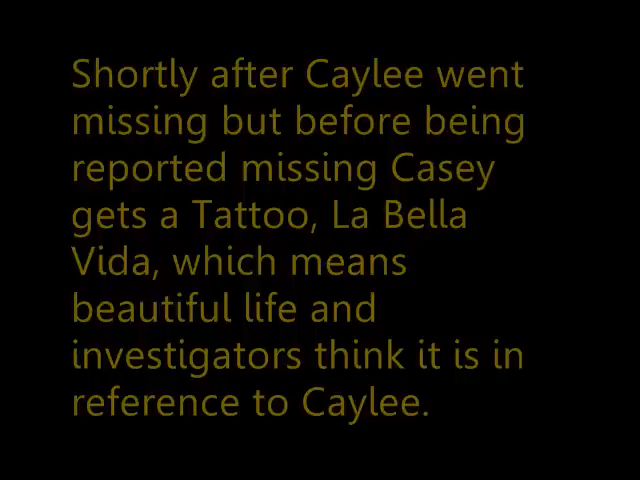 Shortly after Caylee went
missing but before being
reported missing Casey
gets a Tattoo, La Bella
Vida, which means
beautiful life and
investigators think it is in
reference to Caylee.